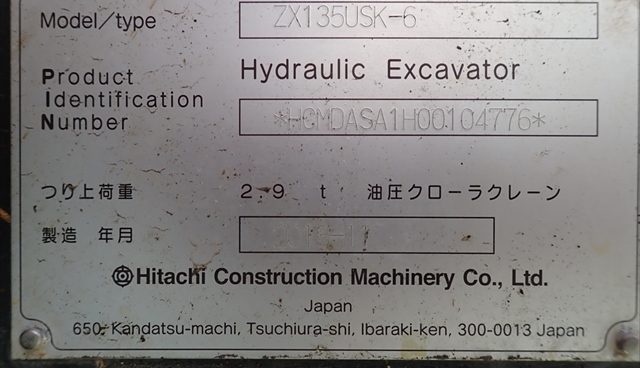 Model/type ZX135USK-6
Product Hydraulic Excavator
Identification
Number *HCMDASA1H00104776*
つり上荷重 2.9 t 油圧クローラクレーン
製造 年月
Hitachi Construction Machinery Co., Ltd.
Japan
650, Kandatsu-machi, Tsuchiura-shi, Ibaraki-ken, 300-0013 Japan